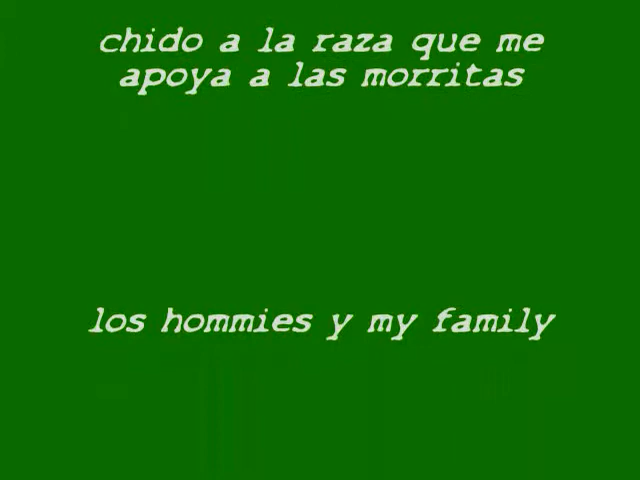 chido a la raza que me
apoya a las morritas
los hommies y my family